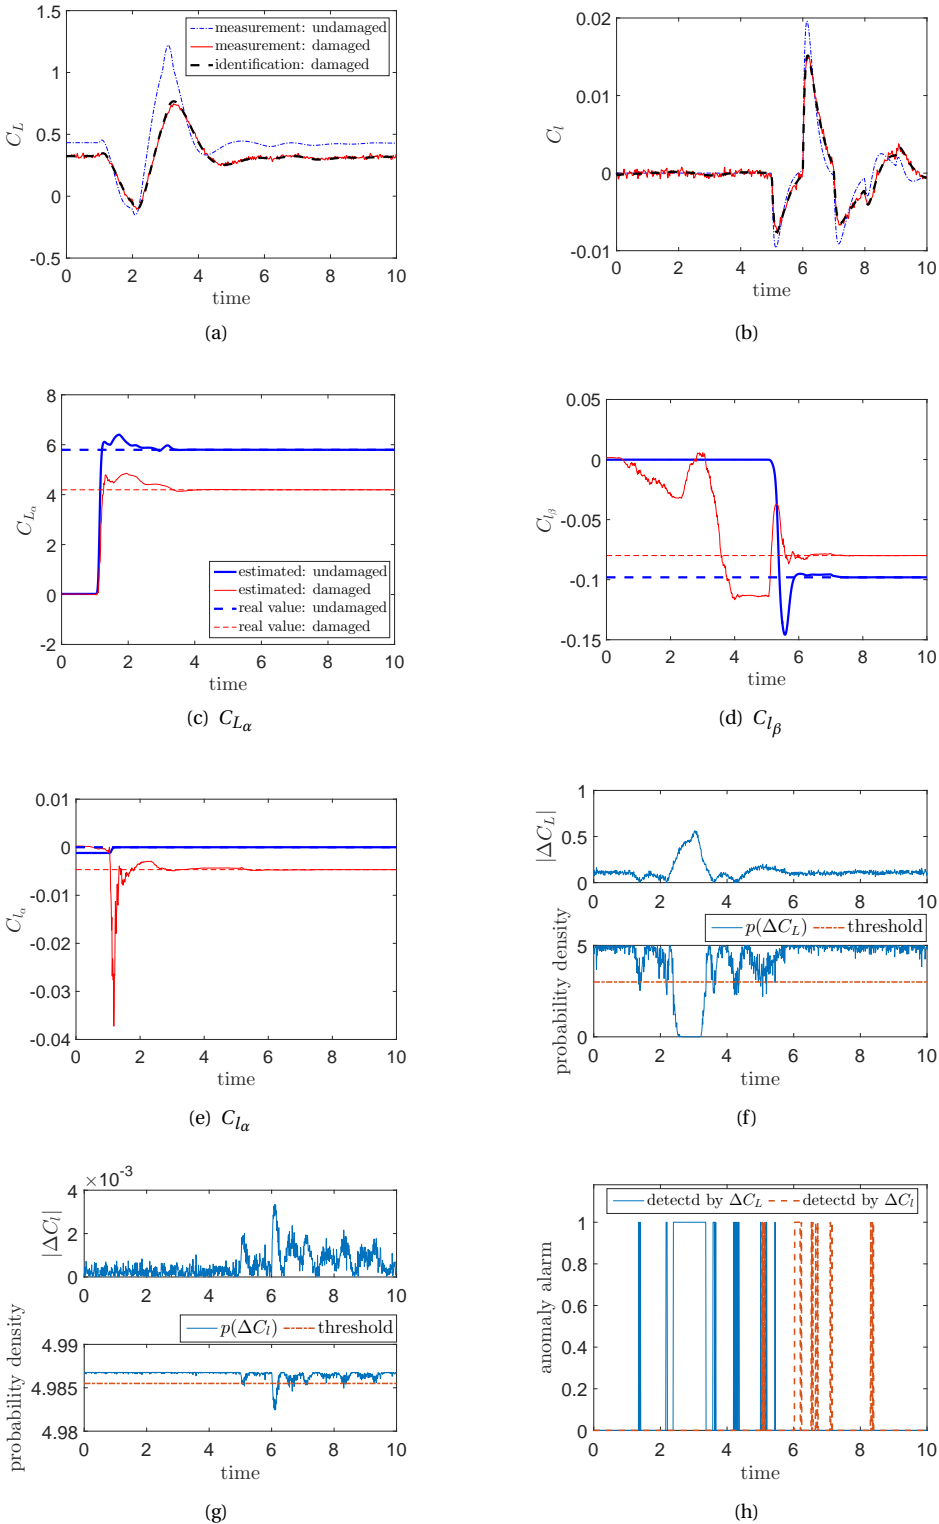 1.5
1
0.5
0
-0.5
C_L
measurement: undamaged
measurement: damaged
identification: damaged
0 2 4 6 8 10
time
(a)
0.02
0.01
0
-0.01
C_l
0 2 4 6 8 10
time
(b)
8
6
4
2
0
-2
C_{L_α}
estimated: undamaged
estimated: damaged
real value: undamaged
real value: damaged
0 2 4 6 8 10
time
(c) C_{L_α}
0.05
0
-0.05
-0.1
-0.15
C_{l_β}
0 2 4 6 8 10
time
(d) C_{l_β}
0.01
0
-0.01
-0.02
-0.03
-0.04
C_{l_α}
0 2 4 6 8 10
time
(e) C_{l_α}
1
0.5
0
|ΔC_L|
0 2 4 6 8 10
p(ΔC_L) threshold
5
0
probability density
0 2 4 6 8 10
time
(f)
×10^{-3}
4
2
0
|ΔC_l|
0 2 4 6 8 10
p(ΔC_l) threshold
4.99
4.985
4.98
probability density
0 2 4 6 8 10
time
(g)
detectd by ΔC_L detectd by ΔC_l
1
0.8
0.6
0.4
0.2
0
anomaly alarm
0 2 4 6 8 10
time
(h)